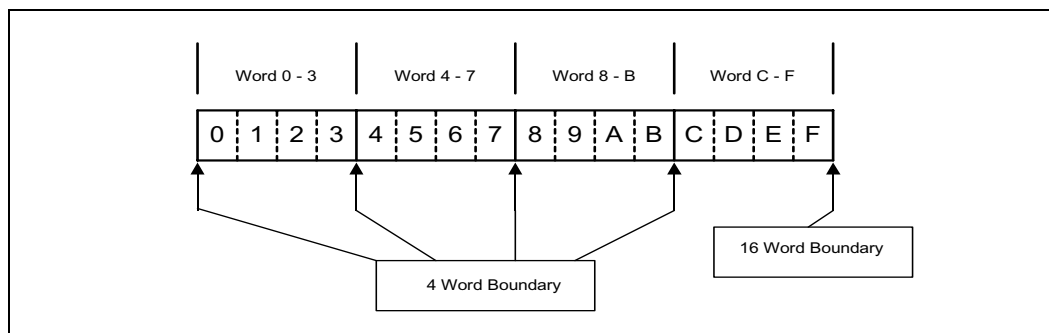 Word 0 - 3 Word 4 - 7 Word 8 - B Word C - F
0 1 2 3 4 5 6 7 8 9 A B C D E F
16 Word Boundary
4 Word Boundary